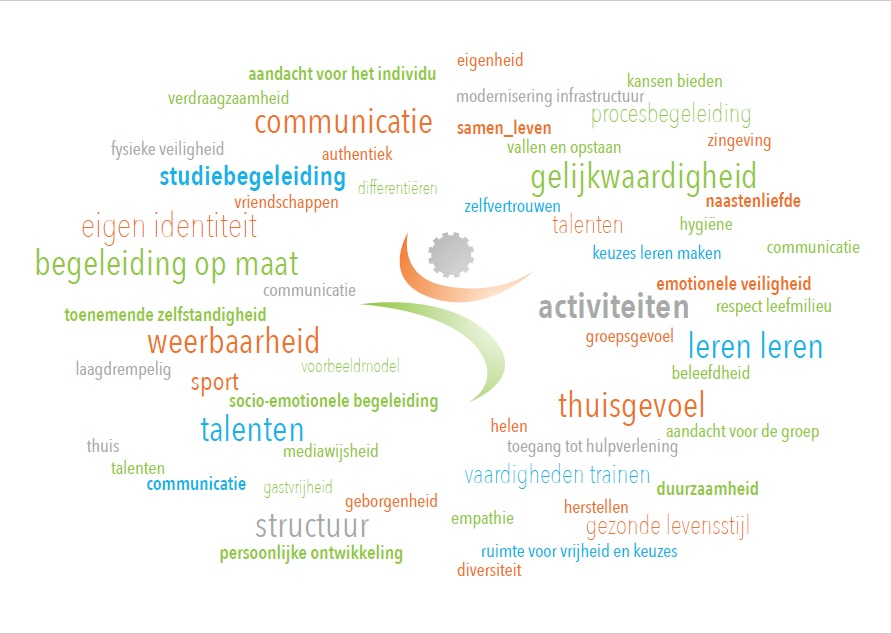 eigenheid
aandacht voor het individu
kansen bieden
verdraagzaamheid
modernisering infrastructuur
procesbegeleiding
communicatie
samen_leven
zingeving
fysieke veiligheid
authentiek
vallen en opstaan
studiebegeleiding
differentiëren
gelijkwaardigheid
vriendschappen
zelfvertrouwen
naastenliefde
eigen identiteit
talenten
hygiëne
begeleiding op maat
keuzes leren maken
communicatie
communicatie
emotionele veiligheid
toenemende zelfstandigheid
activiteiten
respect leefmilieu
weerbaarheid
groepsgevoel
leren leren
laagdrempelig
voorbeeldmodel
beleefdheid
sport
socio-emotionele begeleiding
thuisgevoel
talenten
helen
aandacht voor de groep
thuis
mediawijsheid
toegang tot hulpverlening
talenten
vaardigheden trainen
communicatie
gastvrijheid
duurzaamheid
geborgenheid
herstellen
structuur
empathie
gezonde levensstijl
persoonlijke ontwikkeling
ruimte voor vrijheid en keuzes
diversiteit